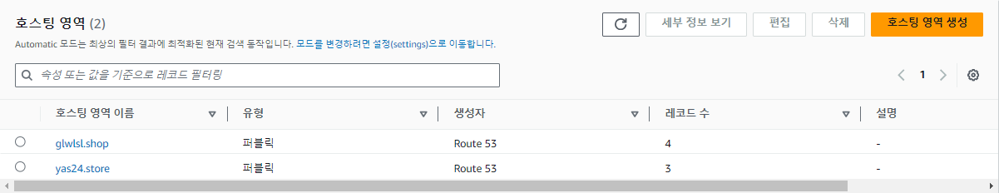 호스팅 영역 (2)
세부 정보 보기
편집
삭제
호스팅 영역 생성
Automatic 모드는 최상의 필터 결과에 최적화된 현재 검색 동작입니다. 모드를 변경하려면 설정(settings)으로 이동합니다.
속성 또는 값을 기준으로 레코드 필터링
1
호스팅 영역 이름 유형 생성자 레코드 수 설명
glwlsl.shop 퍼블릭 Route 53 4 -
yas24.store 퍼블릭 Route 53 3 -